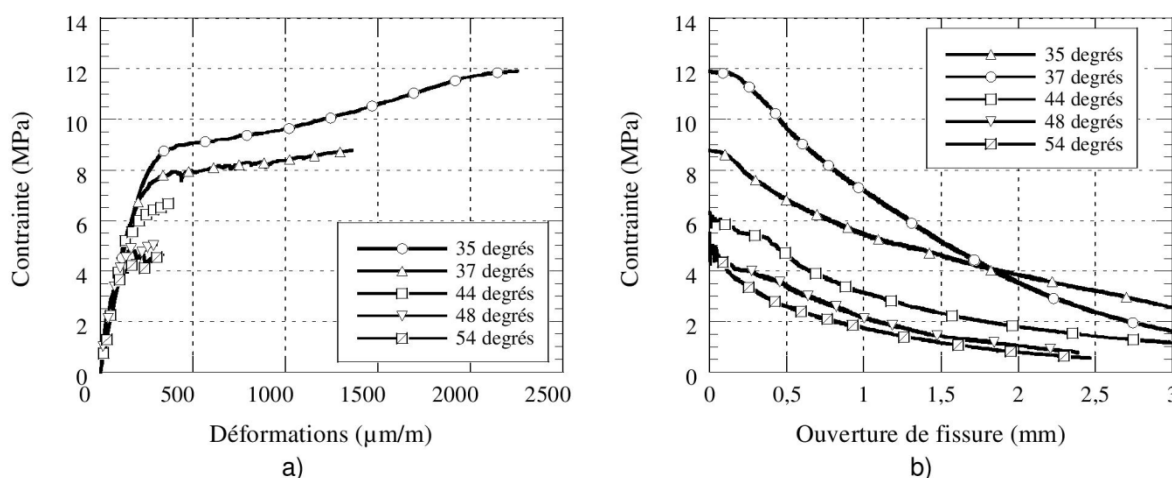 14
12
10
8
6
4
2
0
Contrainte (MPa)
35 degrés
37 degrés
44 degrés
48 degrés
54 degrés
0 500 1000 1500 2000 2500
Déformations (µm/m)
a)
14
12
10
8
6
4
2
0
Contrainte (MPa)
35 degrés
37 degrés
44 degrés
48 degrés
54 degrés
0 0,5 1 1,5 2 2,5 3
Ouverture de fissure (mm)
b)